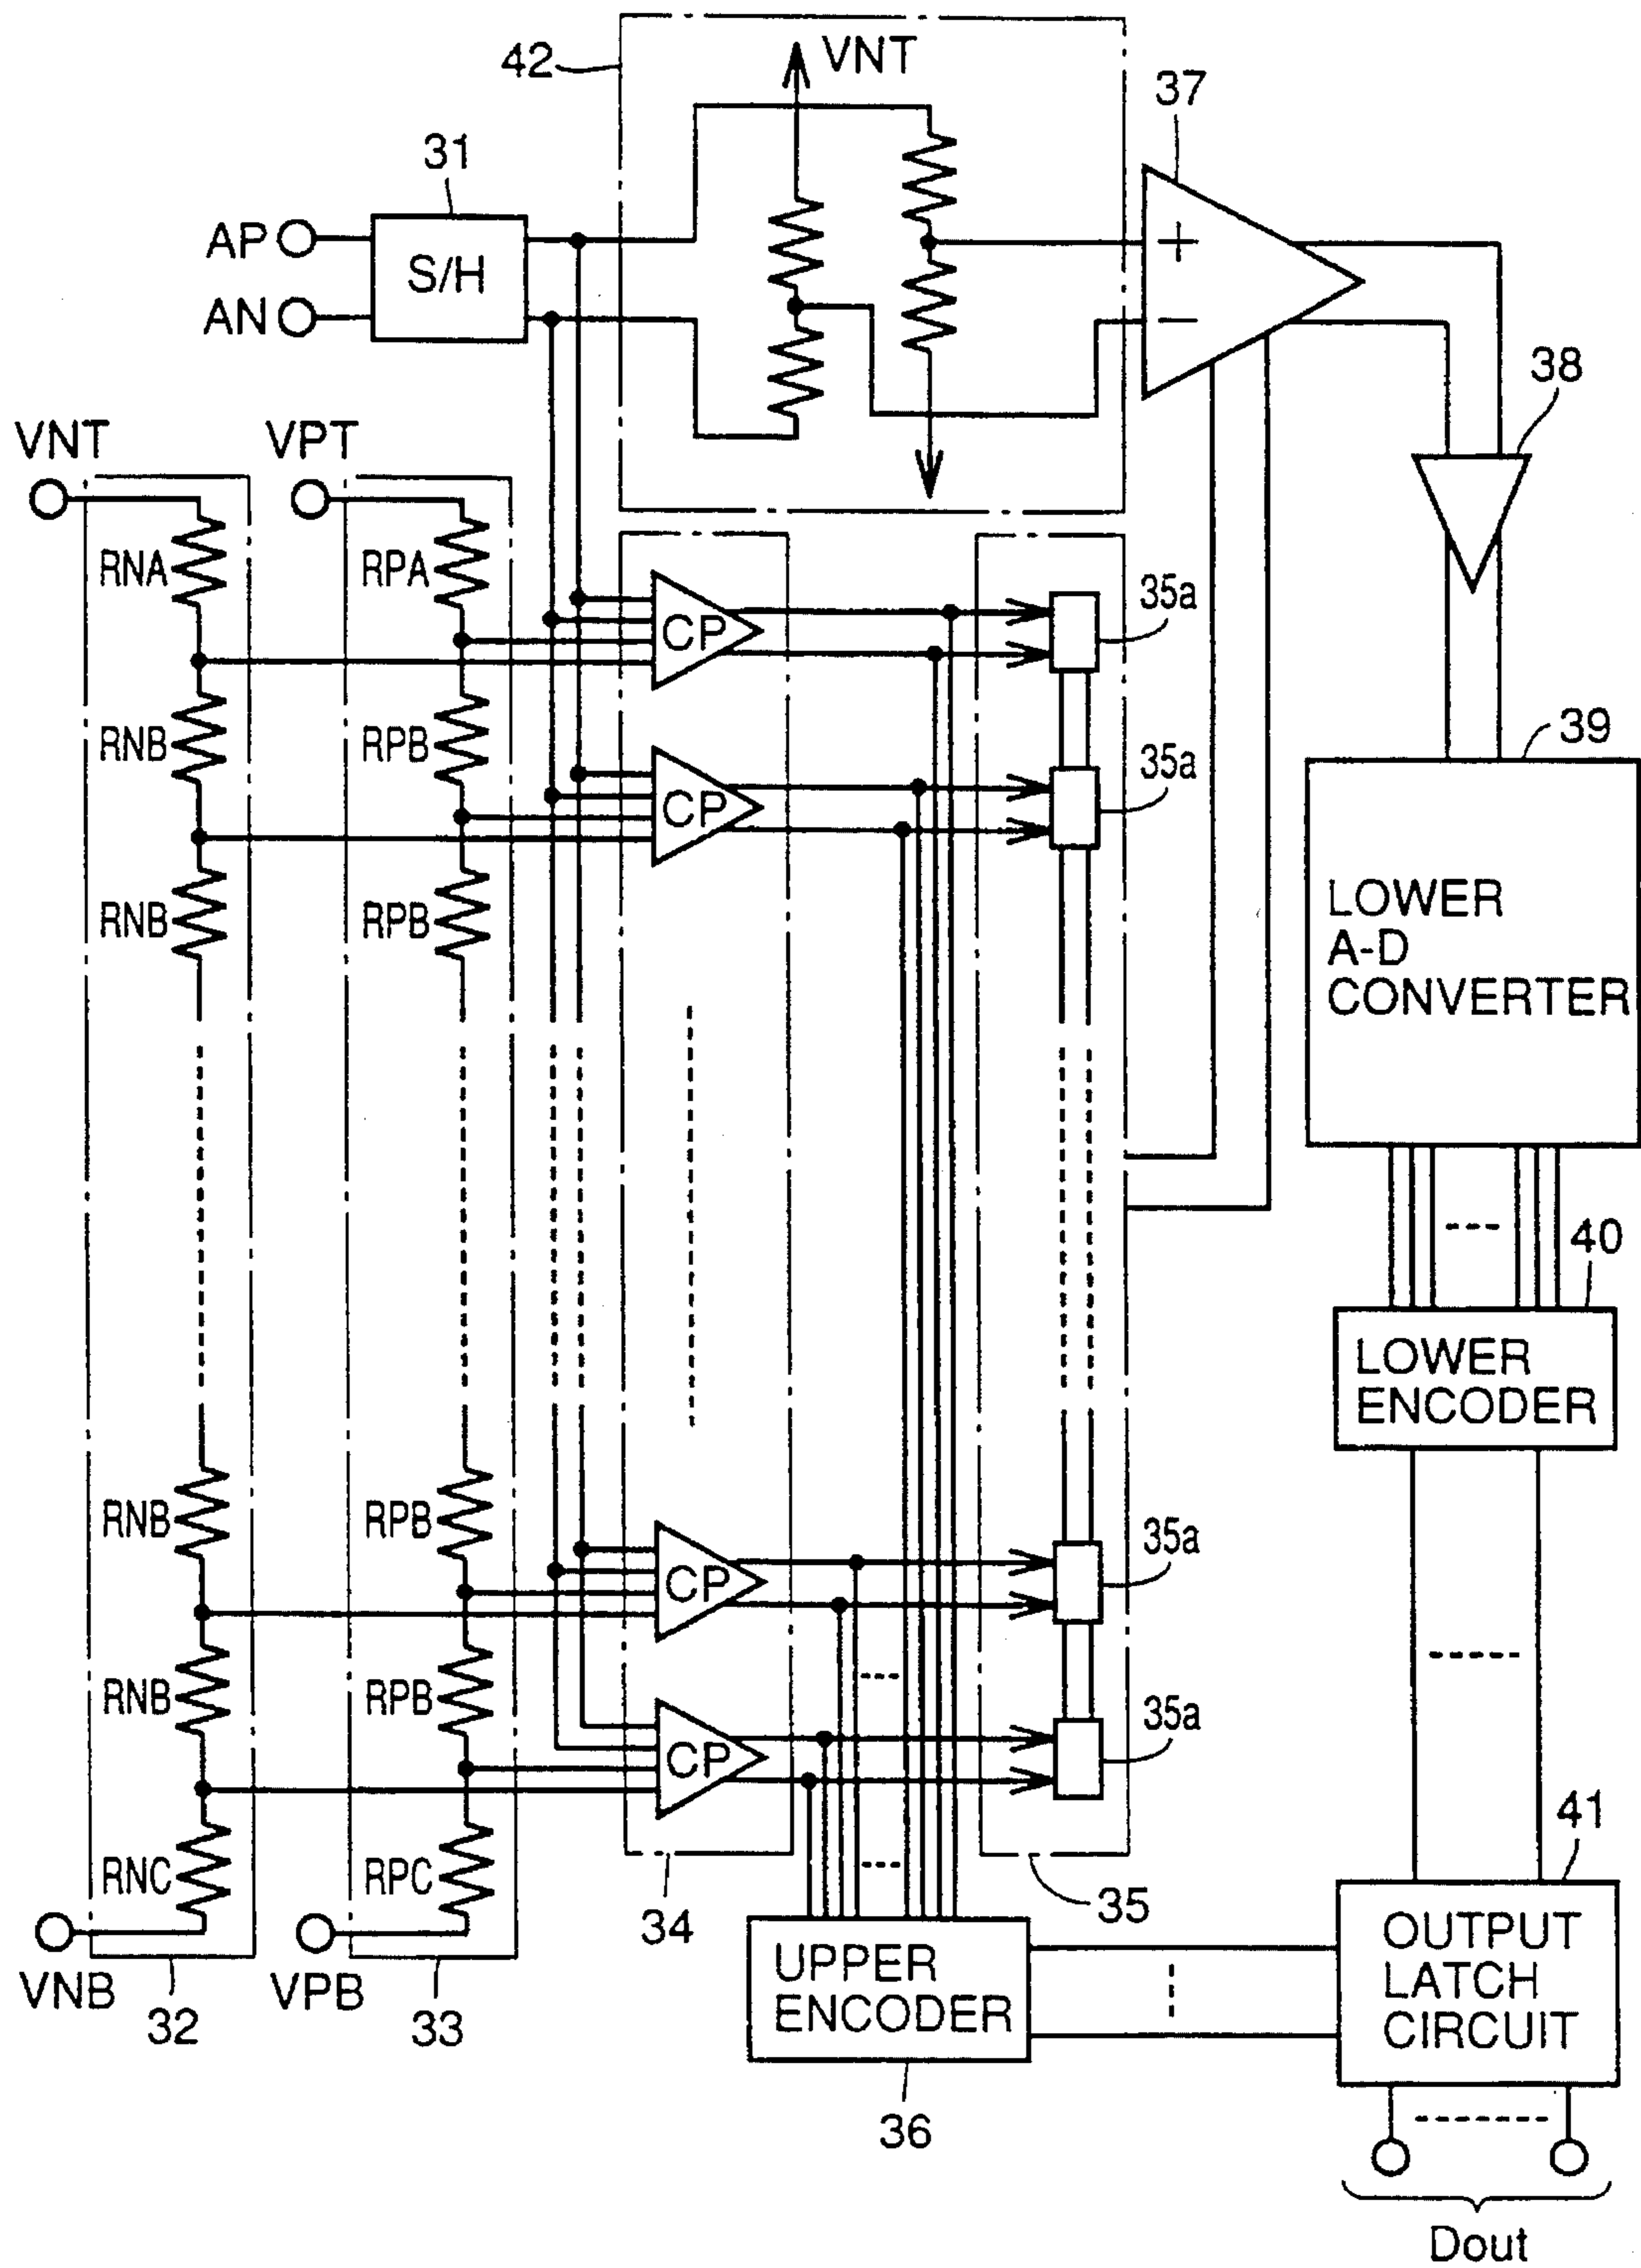 42
VNT
37
31
AP
S/H
+
AN
−
38
VNT
VPT
RNA
RPA
CP
35a
39
RNB
RPB
CP
35a
RNB
RPB
LOWER
A-D
CONVERTER
40
LOWER
ENCODER
RNB
RPB
CP
35a
RNB
RPB
CP
35a
41
RNC
RPC
34
35
OUTPUT
LATCH
CIRCUIT
UPPER
ENCODER
VNB
32
VPB
33
36
Dout